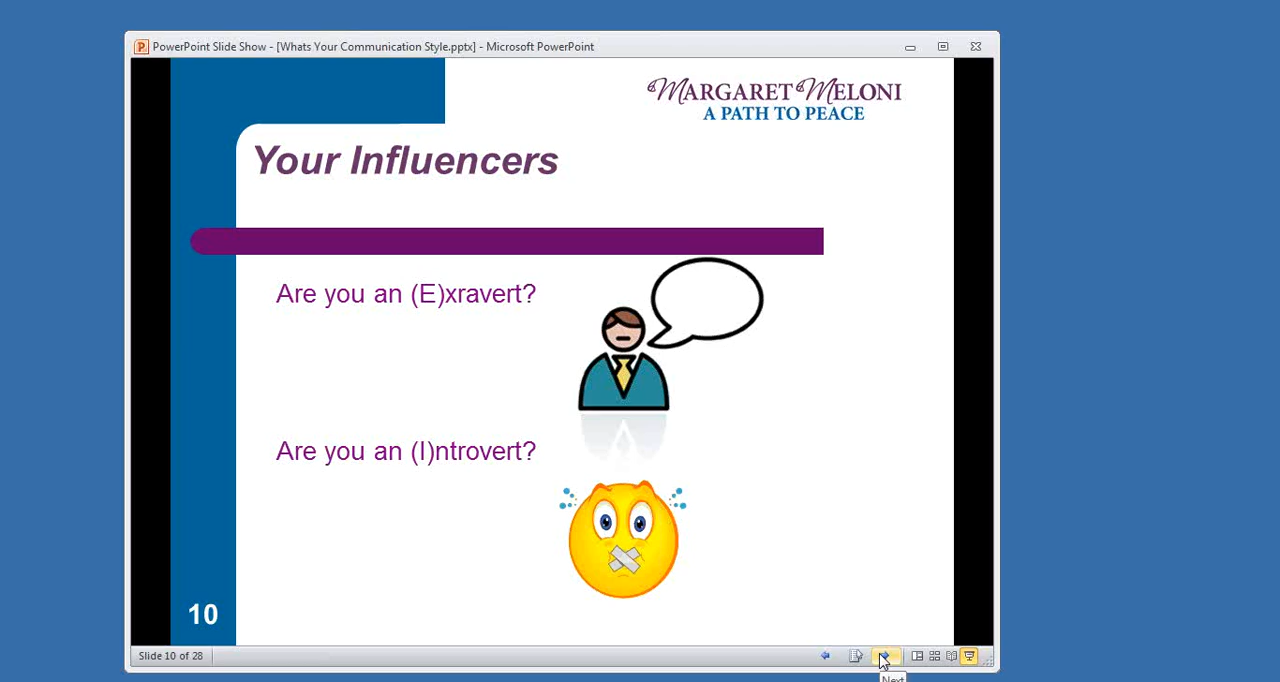 PowerPoint Slide Show - [Whats Your Communication Style.pptx] - Microsoft PowerPoint
MARGARET MELONI
A PATH TO PEACE
Your Influencers
Are you an (E)xravert?
Are you an (I)ntrovert?
10
Slide 10 of 28
Next